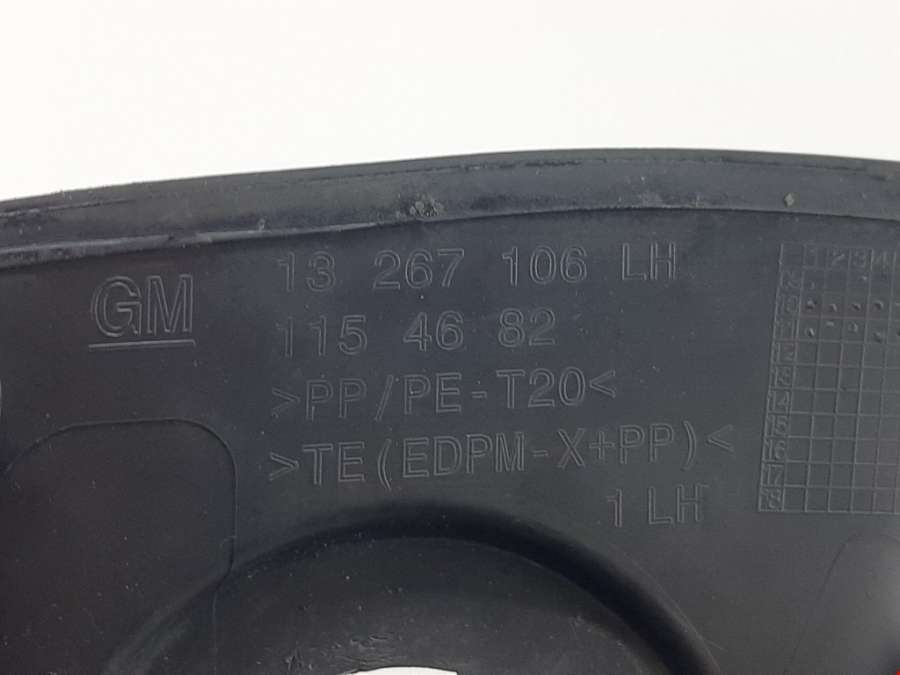 GM
13 267 106 LH
115 46 82
>PP/PE-T20<
>TE(EDPM-X+PP)<
1 LH